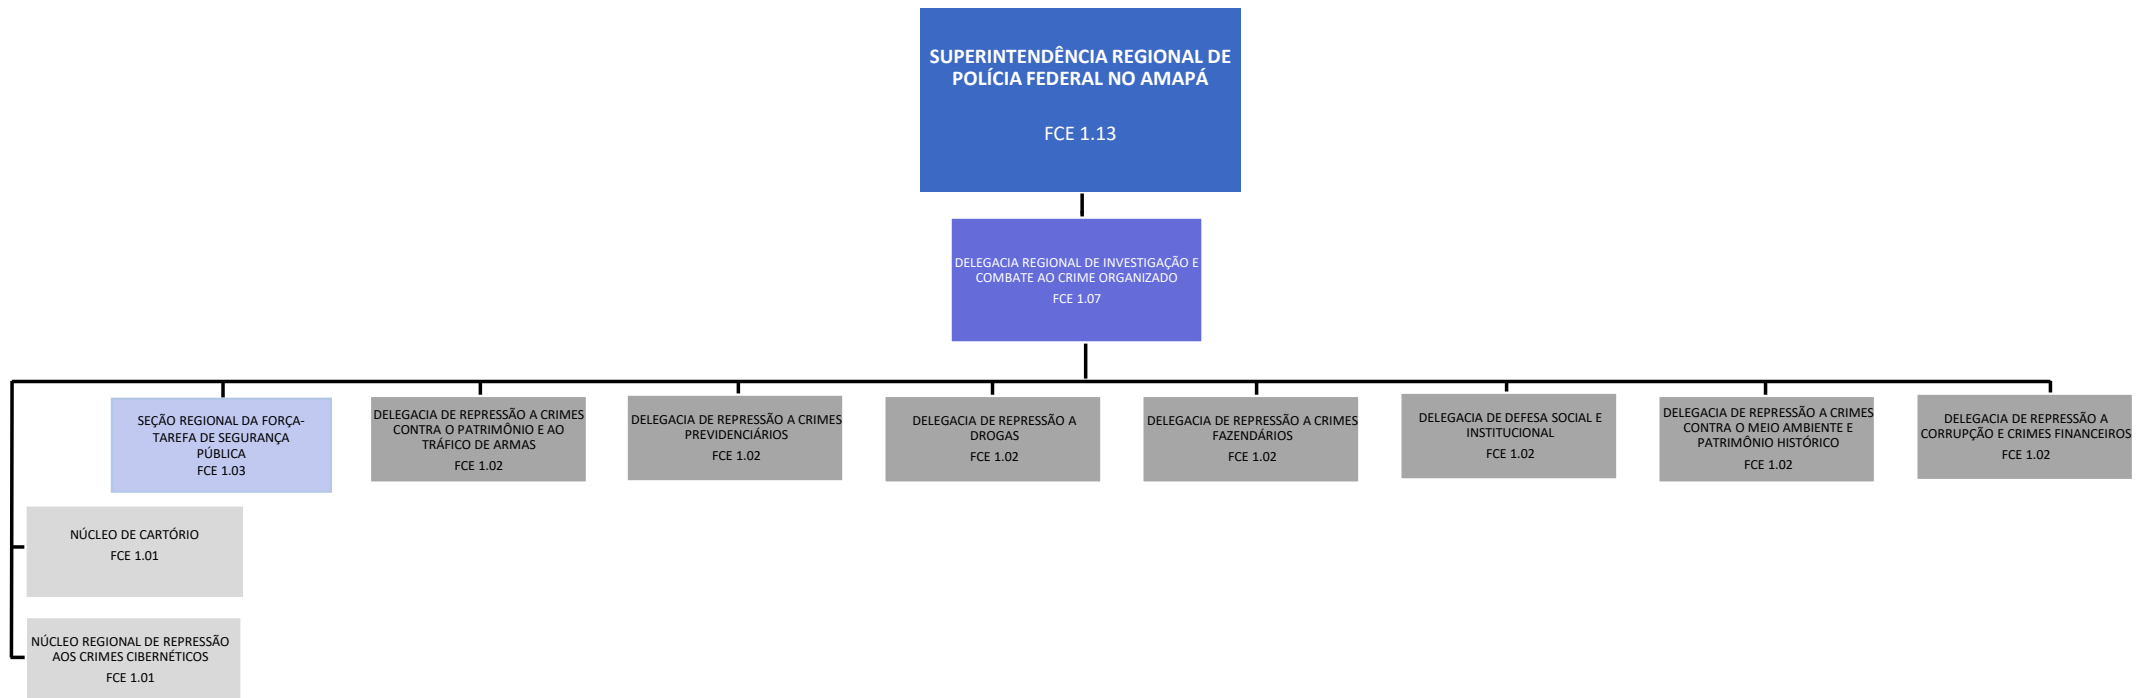 SUPERINTENDÊNCIA REGIONAL DE
POLÍCIA FEDERAL NO AMAPÁ
FCE 1.13
DELEGACIA REGIONAL DE INVESTIGAÇÃO E
COMBATE AO CRIME ORGANIZADO
FCE 1.07
SEÇÃO REGIONAL DA FORÇA-
TAREFA DE SEGURANÇA
PÚBLICA
FCE 1.03
DELEGACIA DE REPRESSÃO A CRIMES
CONTRA O PATRIMÔNIO E AO
TRÁFICO DE ARMAS
FCE 1.02
DELEGACIA DE REPRESSÃO A CRIMES
PREVIDENCIÁRIOS
FCE 1.02
DELEGACIA DE REPRESSÃO A
DROGAS
FCE 1.02
DELEGACIA DE REPRESSÃO A CRIMES
FAZENDÁRIOS
FCE 1.02
DELEGACIA DE DEFESA SOCIAL E
INSTITUCIONAL
FCE 1.02
DELEGACIA DE REPRESSÃO A CRIMES
CONTRA O MEIO AMBIENTE E
PATRIMÔNIO HISTÓRICO
FCE 1.02
DELEGACIA DE REPRESSÃO A
CORRUPÇÃO E CRIMES FINANCEIROS
FCE 1.02
NÚCLEO DE CARTÓRIO
FCE 1.01
NÚCLEO REGIONAL DE REPRESSÃO
AOS CRIMES CIBERNÉTICOS
FCE 1.01